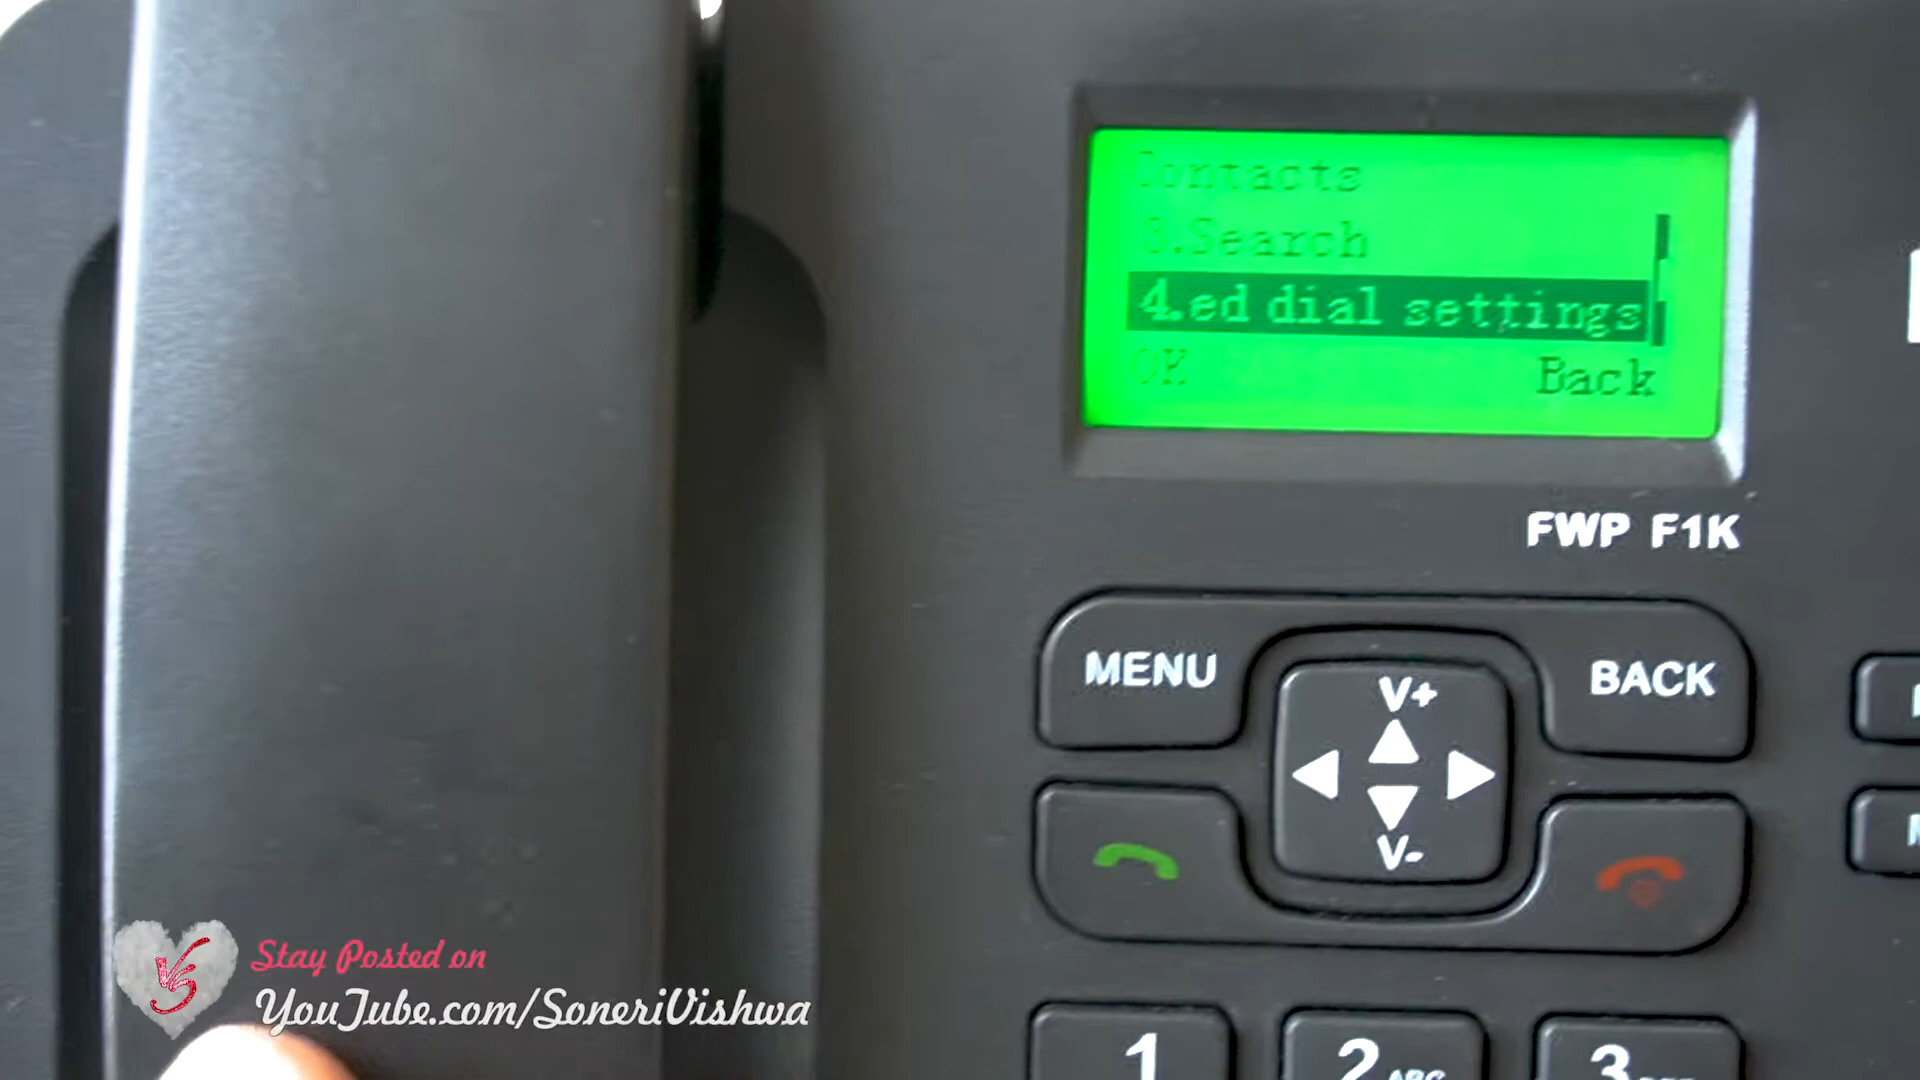 Contacts
3.Search
4.ed dial settings
OK
Back
FWP F1K
MENU
BACK
V+
V-
1
2 ABC
3
Stay Posted on
YouTube.com/SoneriVishwa